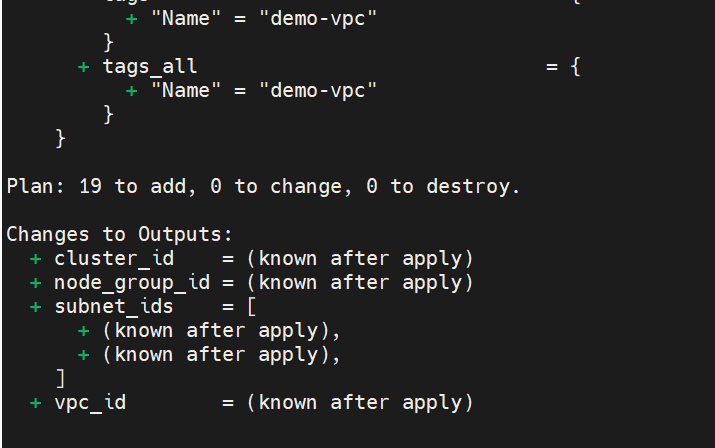 {
+ "Name" = "demo-vpc"
}
+ tags_all = {
+ "Name" = "demo-vpc"
}
}
Plan: 19 to add, 0 to change, 0 to destroy.
Changes to Outputs:
+ cluster_id = (known after apply)
+ node_group_id = (known after apply)
+ subnet_ids = [
+ (known after apply),
+ (known after apply),
]
+ vpc_id = (known after apply)